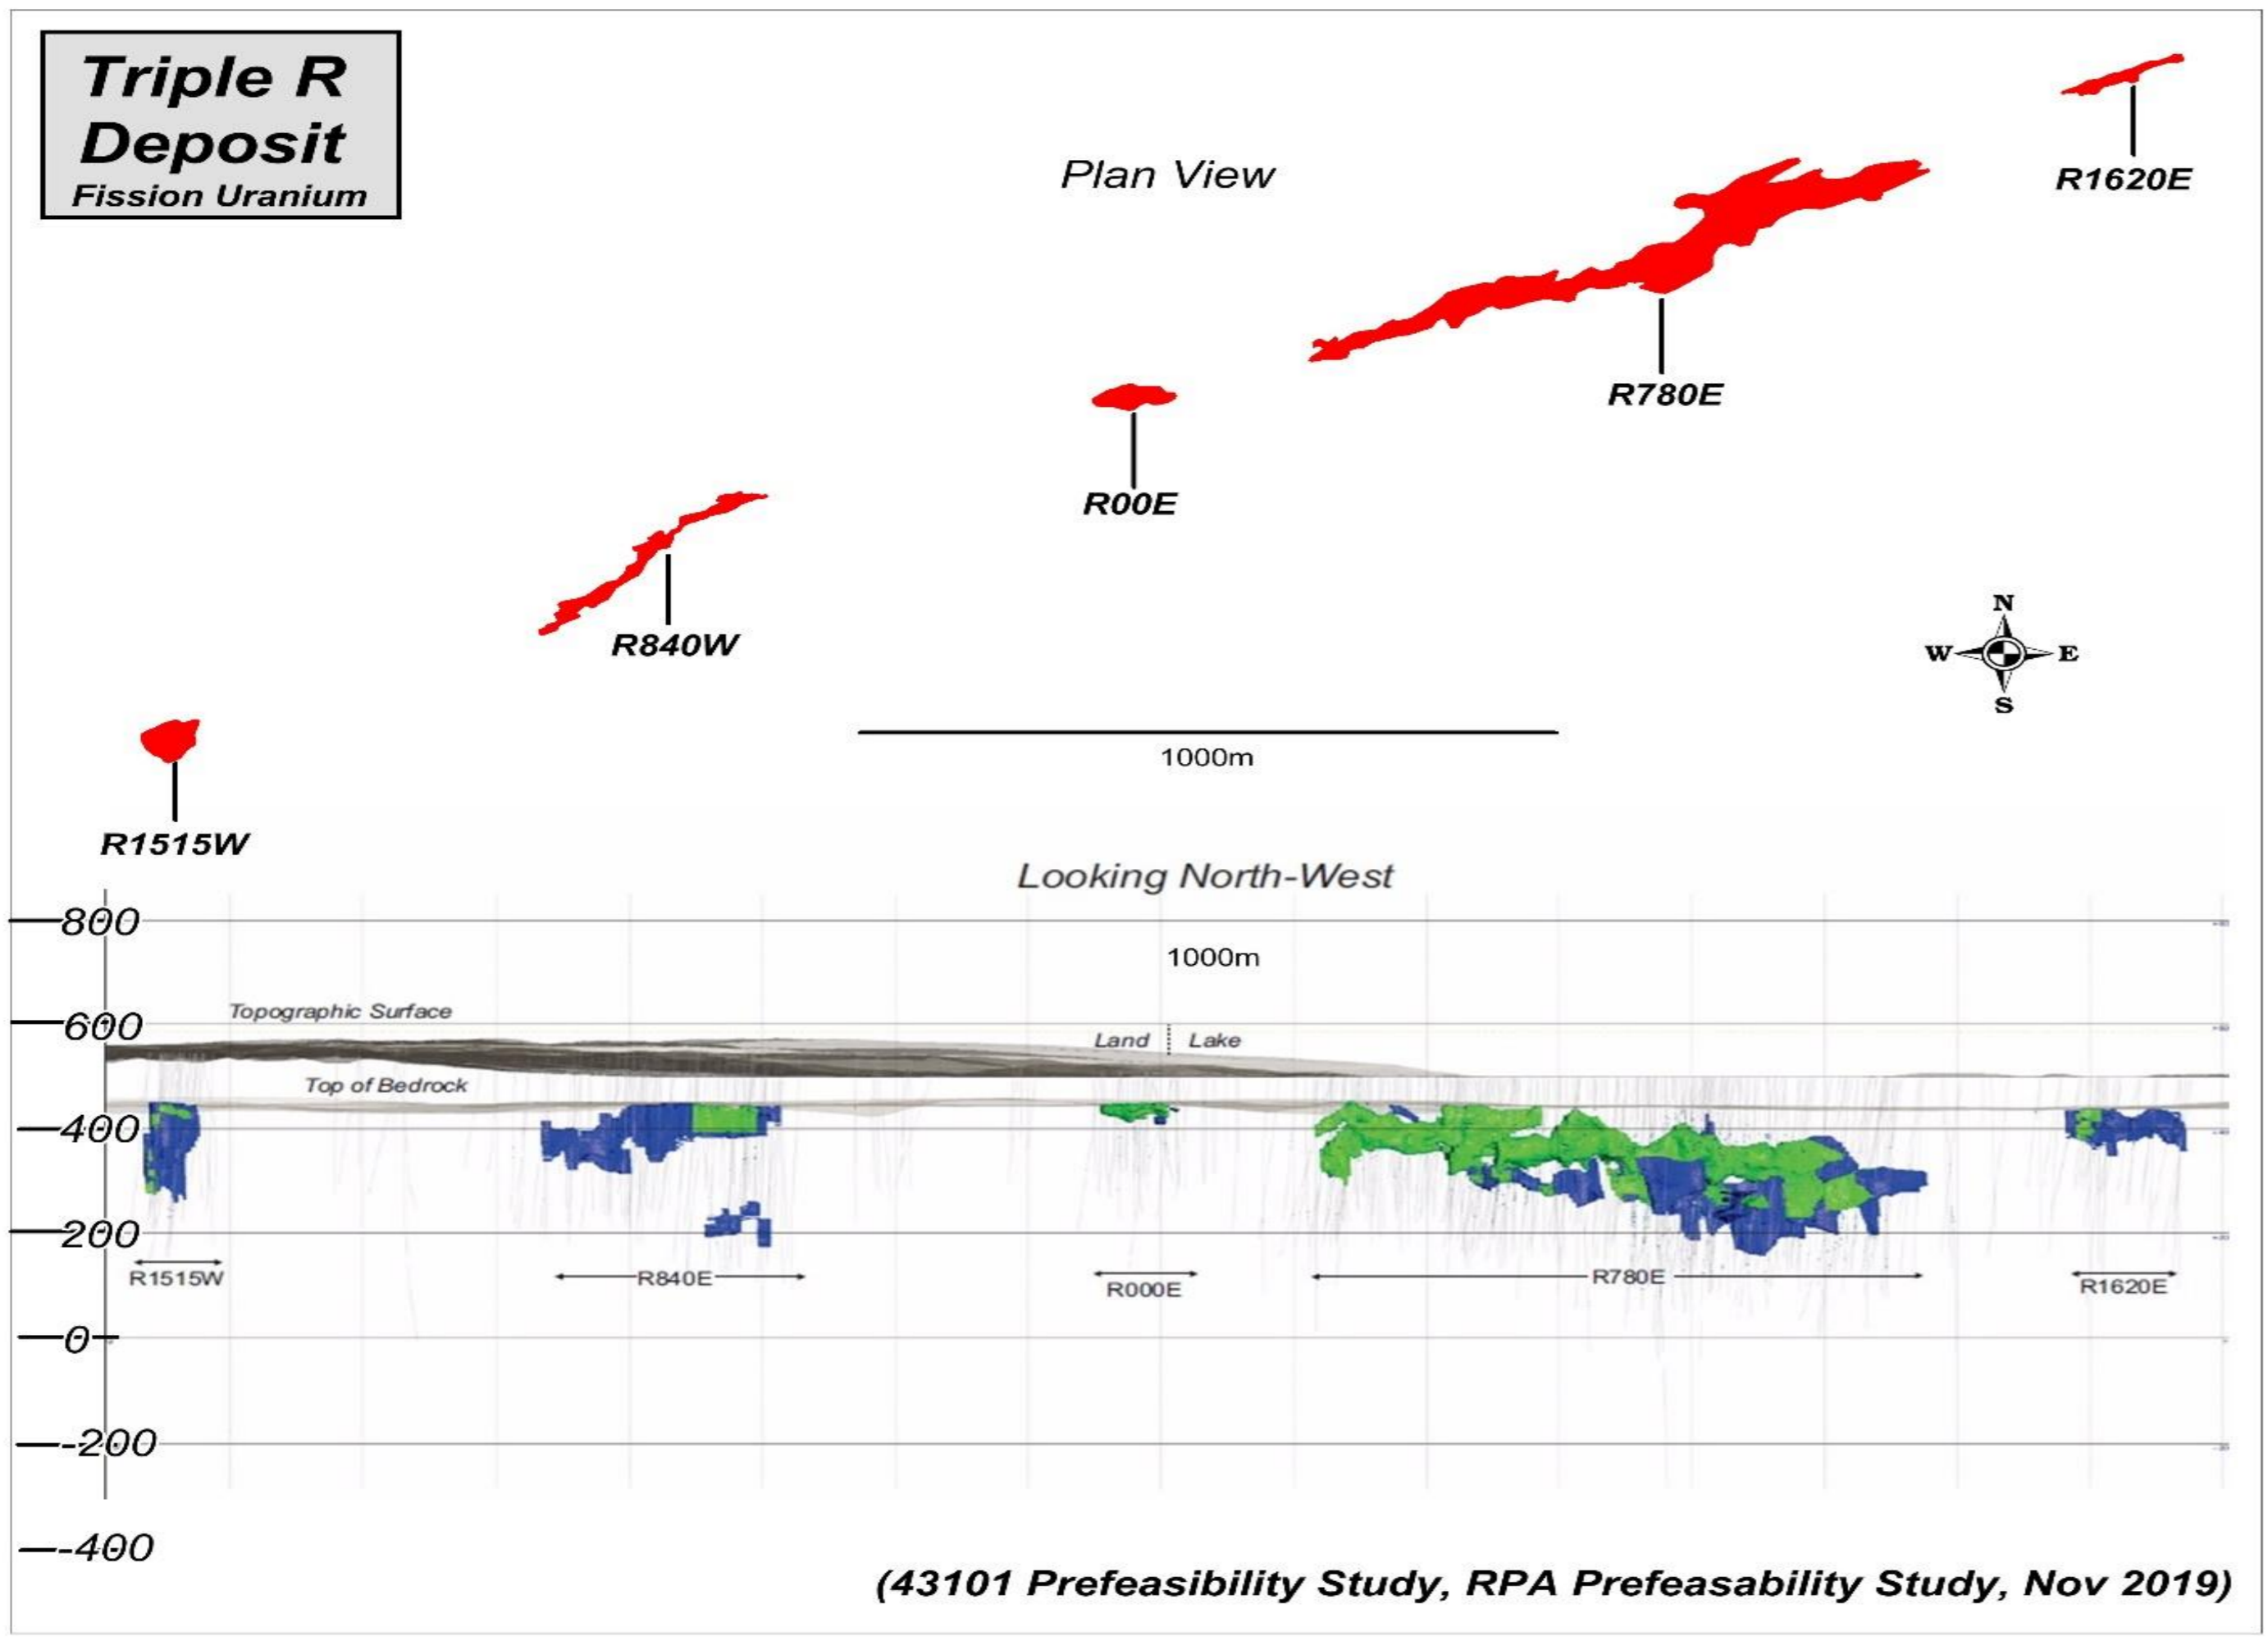 Triple R
Deposit
Fission Uranium
Plan View
R1620E
R780E
R00E
R840W
N
W E
S
1000m
R1515W
Looking North-West
800
1000m
Topographic Surface
600
Land Lake
Top of Bedrock
400
200
R1515W
R840E
R000E
R780E
R1620E
0
-200
-400
(43101 Prefeasibility Study, RPA Prefeasability Study, Nov 2019)